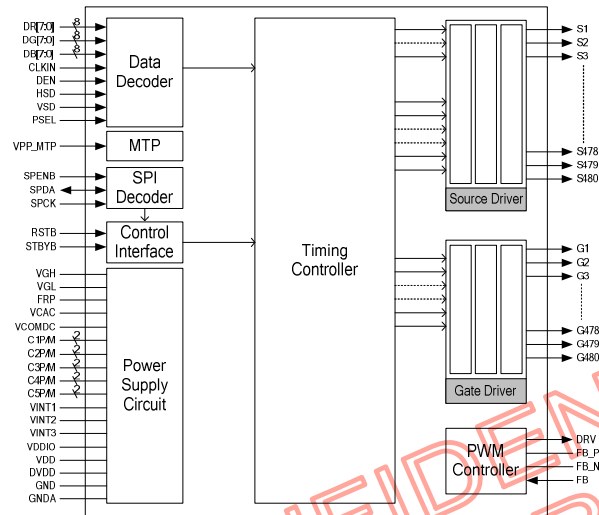 DR[7:0]
8
DG[7:0]
8
DB[7:0]
8
CLKIN
DEN
HSD
VSD
PSEL
Data
Decoder
VPP_MTP
MTP
SPENB
SPDA
SPCK
SPI
Decoder
RSTB
STBYB
Control
Interface
VGH
VGL
FRP
VCAC
VCOMDC
C1P/M
2
C2P/M
2
C3P/M
2
C4P/M
2
C5P/M
2
VINT1
VINT2
VINT3
VDDIO
VDD
DVDD
GND
GNDA
Power
Supply
Circuit
Timing
Controller
Source Driver
S1
S2
S3
S478
S479
S480
Gate Driver
G1
G2
G3
G478
G479
G480
PWM
Controller
DRV
FB_P
FB_N
FB